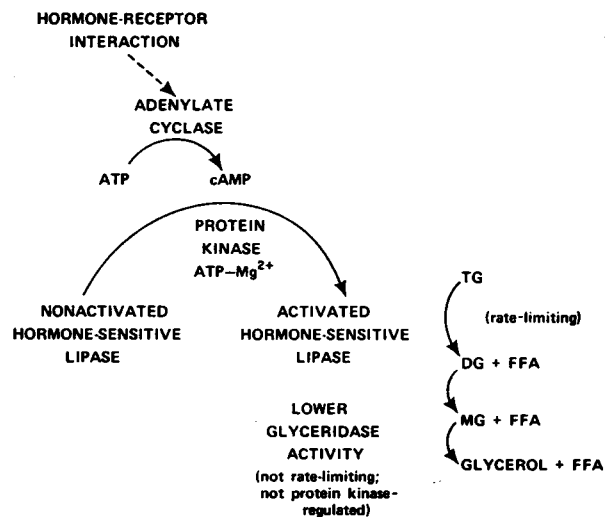 HORMONE-RECEPTOR
INTERACTION
ADENYLATE
CYCLASE
ATP
cAMP
PROTEIN
KINASE
ATP–Mg²⁺
NONACTIVATED
HORMONE-SENSITIVE
LIPASE
ACTIVATED
HORMONE-SENSITIVE
LIPASE
TG
(rate-limiting)
DG + FFA
MG + FFA
GLYCEROL + FFA
LOWER
GLYCERIDASE
ACTIVITY
(not rate-limiting;
not protein kinase-
regulated)